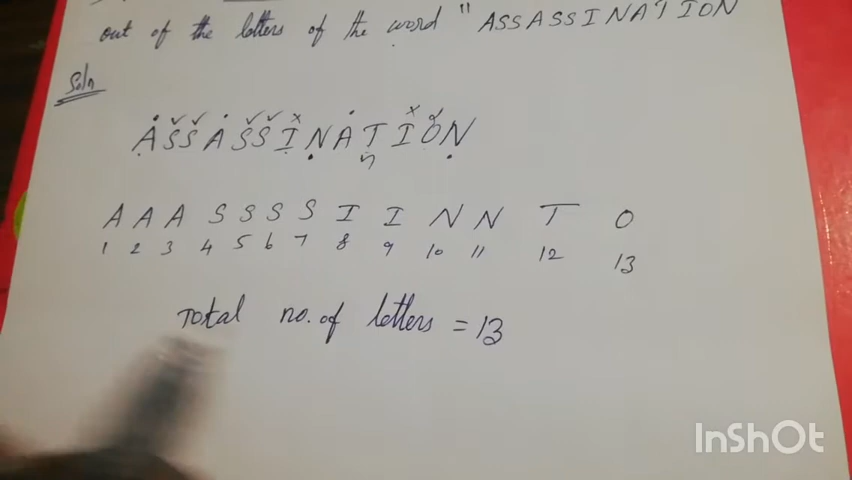 out of the letters of the word "ASSASSINATION
Soln
ASSASSINATION
A A A S S S S I I N N T O
1 2 3 4 5 6 7 8 9 10 11 12 13
Total no. of letters = 13
InShOt